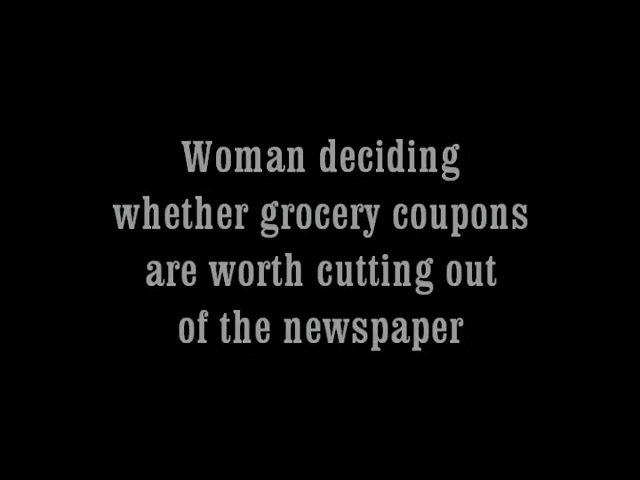 Woman deciding
whether grocery coupons
are worth cutting out
of the newspaper